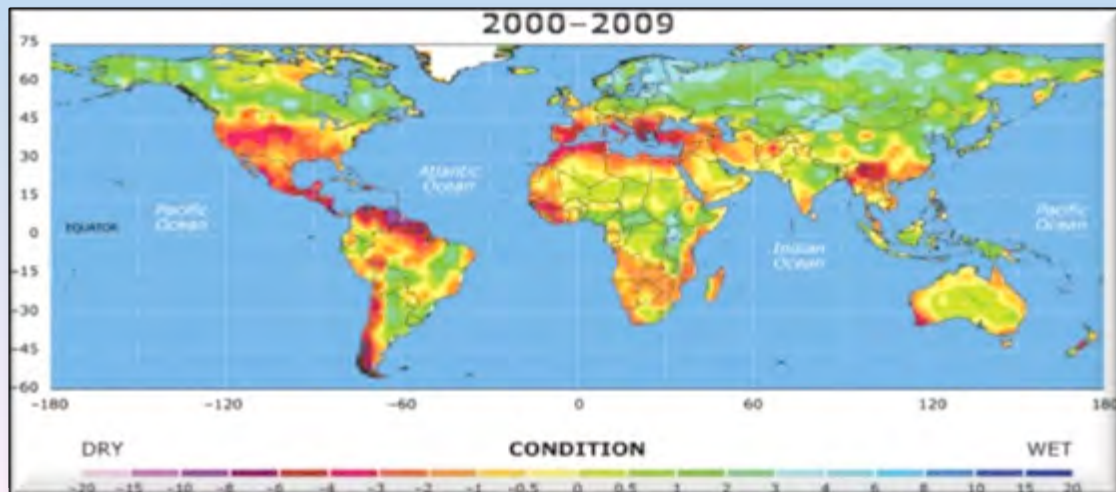 2000–2009
75
60
45
30
15
0
−15
−30
−45
−60
EQUATOR
Pacific
Ocean
Atlantic
Ocean
Indian
Ocean
Pacific
Ocean
−180 −120 −60 0 60 120 180
DRY CONDITION WET
−20 −15 −10 −8 −6 −4 −3 −2 −1 −0.5 0 0.5 1 2 3 4 6 8 10 15 20